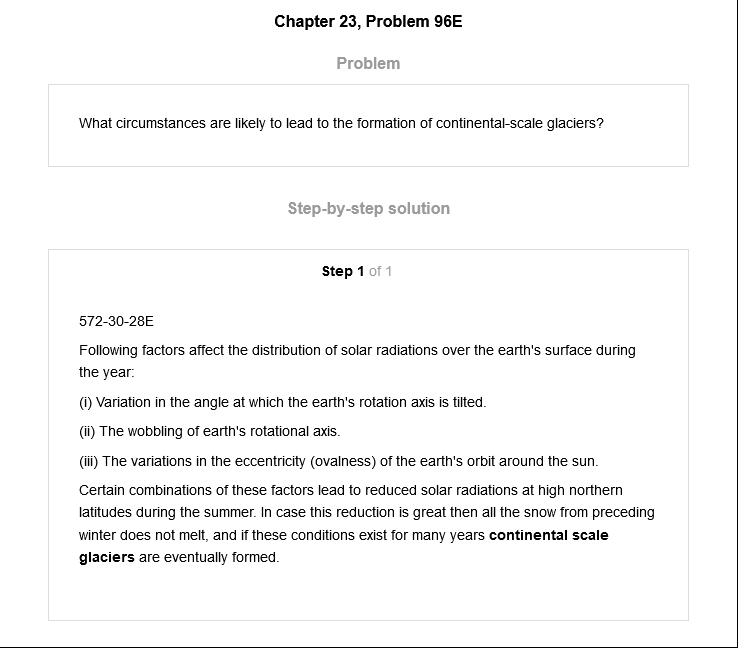 Chapter 23, Problem 96E
Problem
What circumstances are likely to lead to the formation of continental-scale glaciers?
Step-by-step solution
Step 1 of 1
572-30-28E
Following factors affect the distribution of solar radiations over the earth's surface during
the year:
(i) Variation in the angle at which the earth's rotation axis is tilted.
(ii) The wobbling of earth's rotational axis.
(iii) The variations in the eccentricity (ovalness) of the earth's orbit around the sun.
Certain combinations of these factors lead to reduced solar radiations at high northern
latitudes during the summer. In case this reduction is great then all the snow from preceding
winter does not melt, and if these conditions exist for many years continental scale
glaciers are eventually formed.